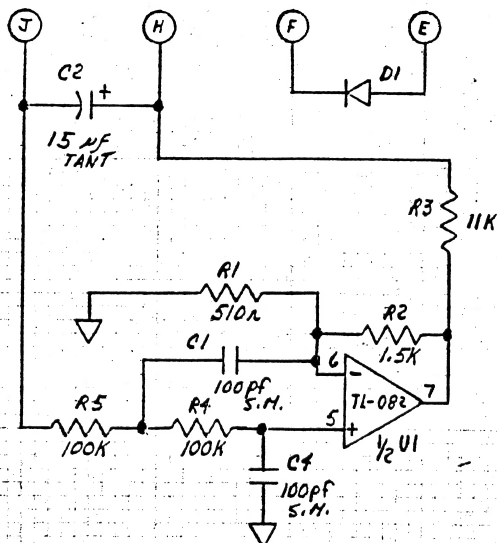 J
H
F
E
C2
+
15 µf
TANT
D1
R3
11K
R1
510Ω
R2
1.5K
C1
100pf
S.M.
6
-
TL-082
7
R5
100K
R4
100K
5
+
1/2 U1
C4
100pf
S.M.